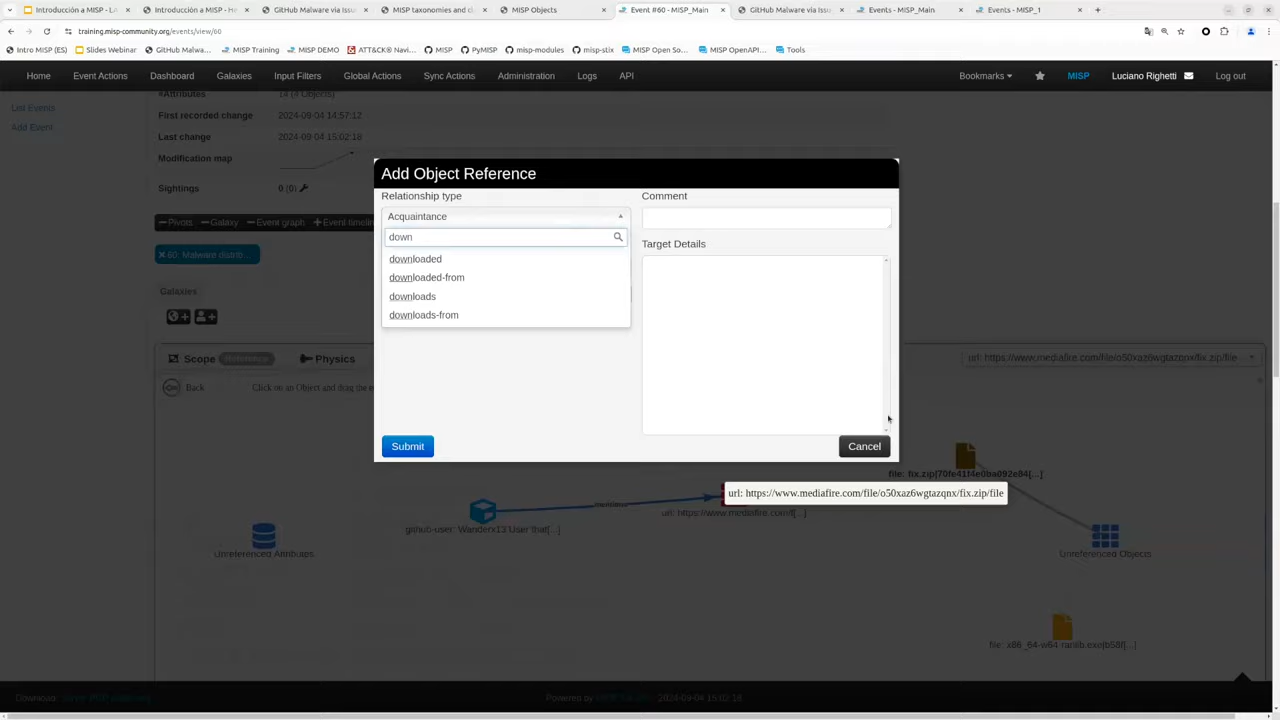 Introducción a MISP - LA
Introducción a MISP - He
GitHub Malware via Issu
MISP taxonomies and cl
MISP Objects
Event #60 - MISP_Main
GitHub Malware via Issu
Events - MISP_Main
Events - MISP_1
training.misp-community.org/events/view/60
Intro MISP (ES)
Slides Webinar
GitHub Malwa...
MISP Training
MISP DEMO
ATT&CK® Navi...
MISP
PyMISP
misp-modules
misp-stix
MISP Open So...
MISP OpenAPI...
Tools
Home
Event Actions
Dashboard
Galaxies
Input Filters
Global Actions
Sync Actions
Administration
Logs
API
Bookmarks
MISP
Luciano Righetti
Log out
List Events
Add Event
#Attributes
14 (4 Objects)
First recorded change
2024-09-04 14:57:12
Last change
2024-09-04 15:02:18
Modification map
Sightings
0 (0)
Pivots
Galaxy
Event graph
Event timeline
60: Malware distrib...
Galaxies
Add Object Reference
Relationship type
Comment
Acquaintance
down
downloaded
downloaded-from
downloads
downloads-from
Target Details
Submit
Cancel
Scope
Reference
Physics
url: https://www.mediafire.com/file/o50xaz6wgtazqnx/fix.zip/file
Back
Click on an Object and drag the
file: fix.zip(70fe41f4e0ba092e84[...]
url: https://www.mediafire.com/file/o50xaz6wgtazqnx/fix.zip/file
url: https://www.mediafire.com/f[...]
github-user: Wanderx13 User that[...]
Unreferenced Attributes
Unreferenced Objects
file: x86_64-w64-ranlib.exe(b58f[...]
Download:
Powered by
2024-09-04 15:02:18